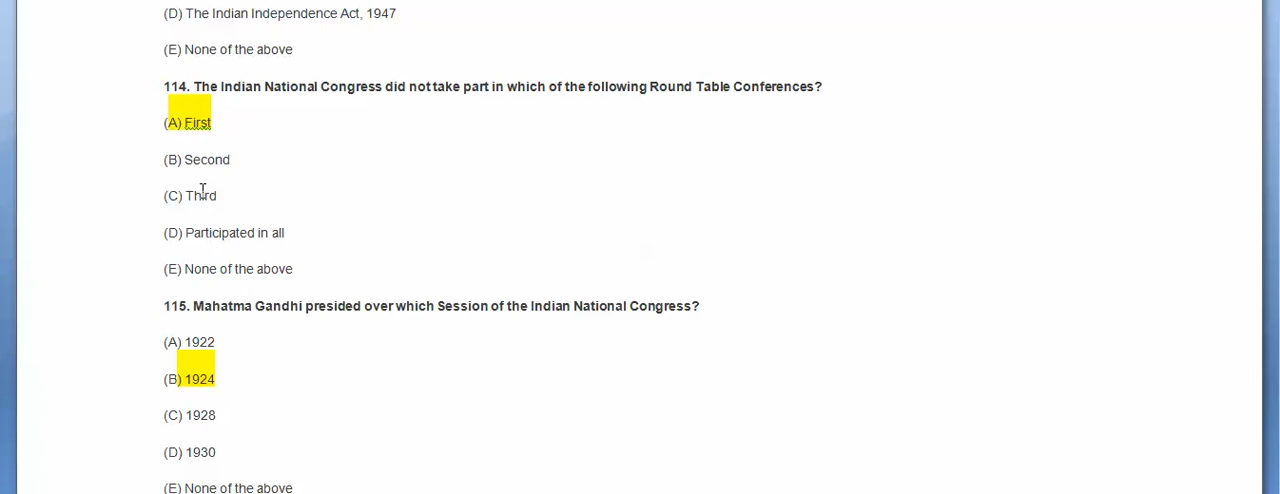 (D) The Indian Independence Act, 1947
(E) None of the above
114. The Indian National Congress did not take part in which of the following Round Table Conferences?
(A) First
(B) Second
(C) Third
(D) Participated in all
(E) None of the above
115. Mahatma Gandhi presided over which Session of the Indian National Congress?
(A) 1922
(B) 1924
(C) 1928
(D) 1930
(E) None of the above